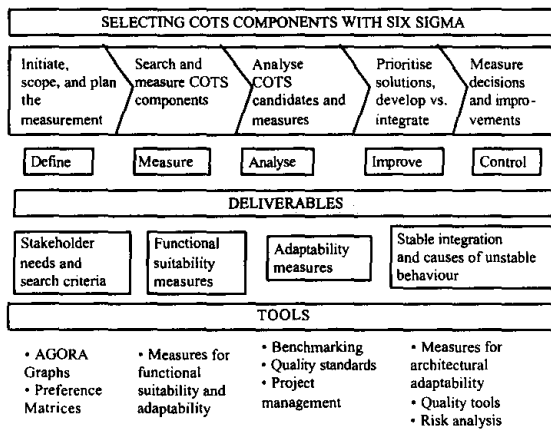 SELECTING COTS COMPONENTS WITH SIX SIGMA
Initiate,
scope, and plan
the
measurement
Search and
measure COTS
components
Analyse
COTS
candidates and
measures
Prioritise
solutions,
develop vs.
integrate
Measure
decisions
and impro-
vements
Define
Measure
Analyse
Improve
Control
DELIVERABLES
Stakeholder
needs and
search criteria
Functional
suitability
measures
Adaptability
measures
Stable integration
and causes of unstable
behaviour
TOOLS
• AGORA
Graphs
• Preference
Matrices
• Measures for
functional
suitability and
adaptability
• Benchmarking
• Quality standards
• Project
management
• Measures for
architectural
adaptability
• Quality tools
• Risk analysis